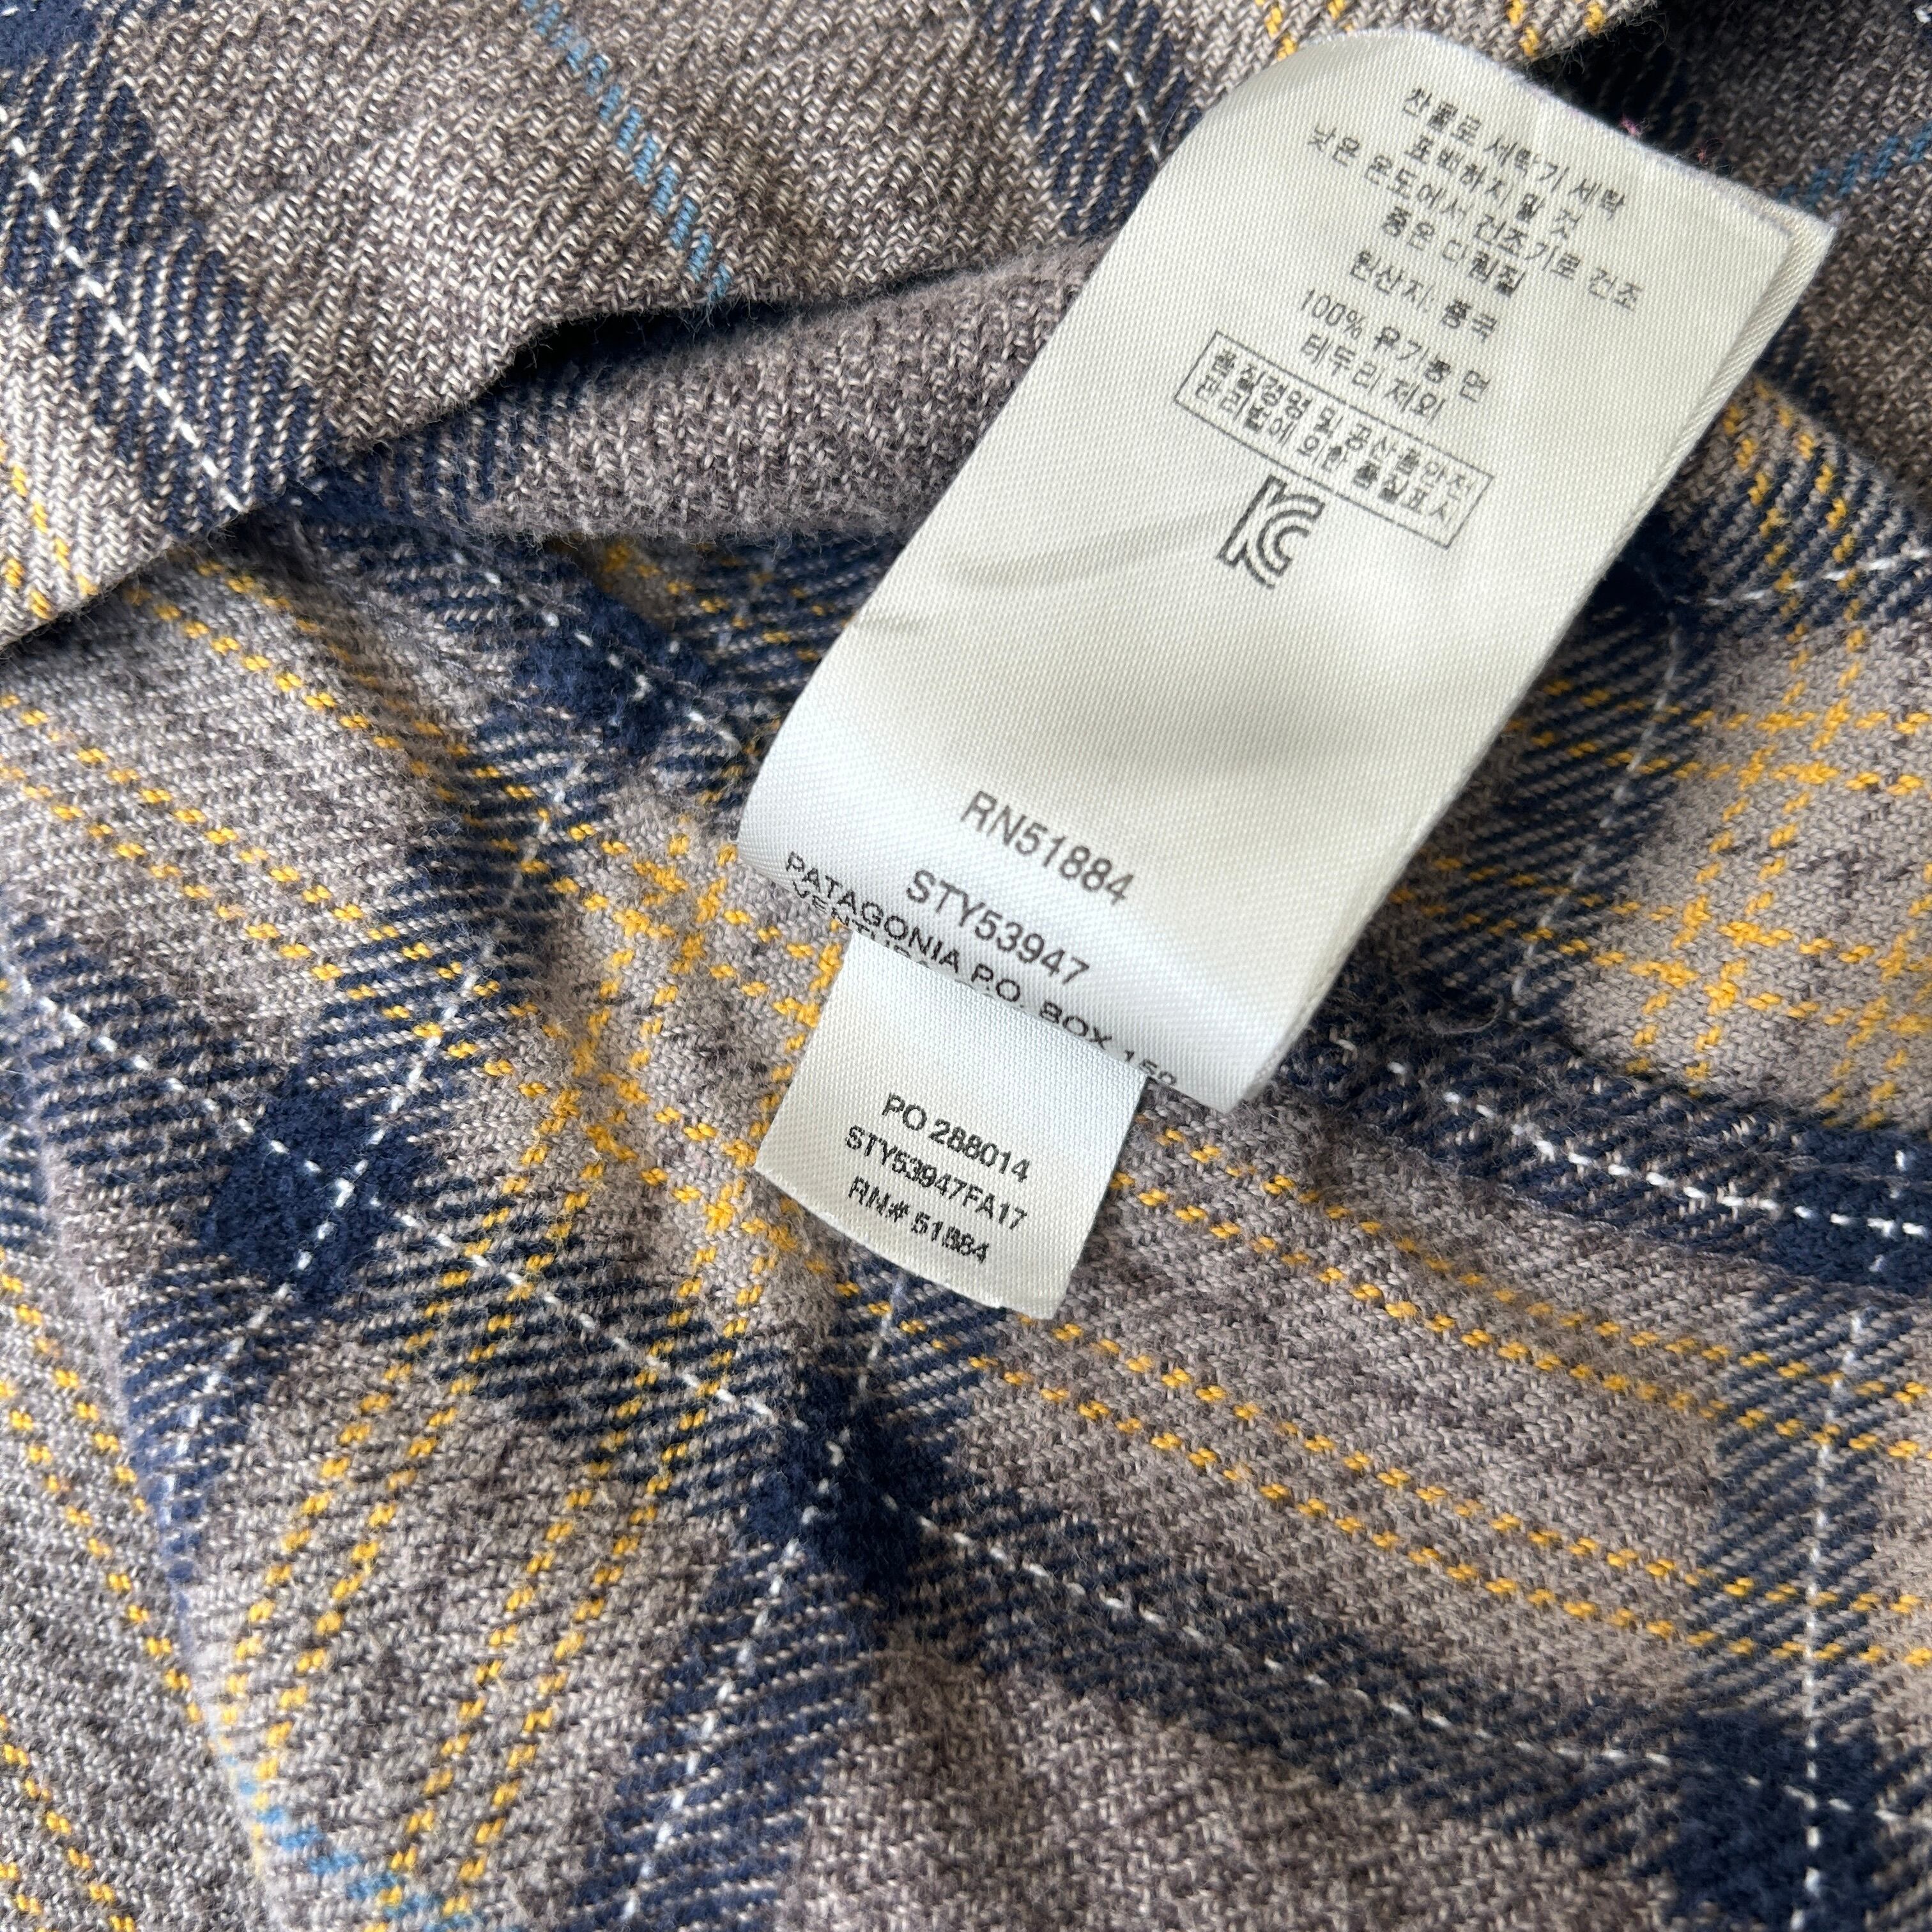 찬물로 세탁기 세탁
표백하지 말 것
낮은 온도에서 건조기로 건조
중은 다림질
원산지: 중국
100% 유기농 면
테두리 제외
품질경영 및 공산품안전
관리법에 의한 품질표시
RN51884
STY53947
PATAGONIA P.O. BOX 150
PO 288014
STY53947FA17
RN# 51884